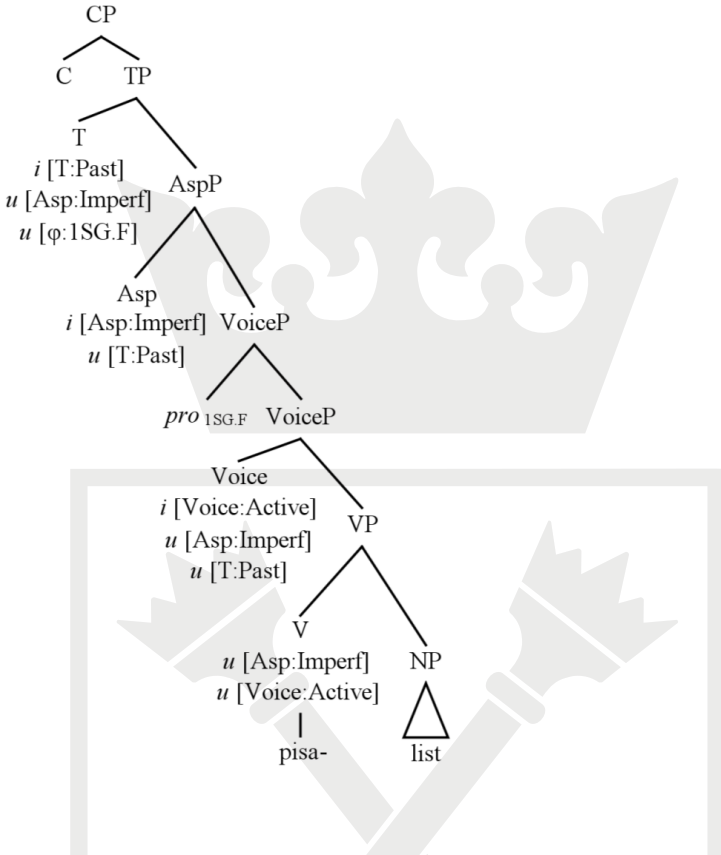 CP
C TP
T
i [T:Past]
u [Asp:Imperf] AspP
u [φ:1SG.F]
Asp
i [Asp:Imperf] VoiceP
u [T:Past]
pro 1SG.F VoiceP
Voice
i [Voice:Active]
u [Asp:Imperf] VP
u [T:Past]
V
u [Asp:Imperf] NP
u [Voice:Active]
pisa- list